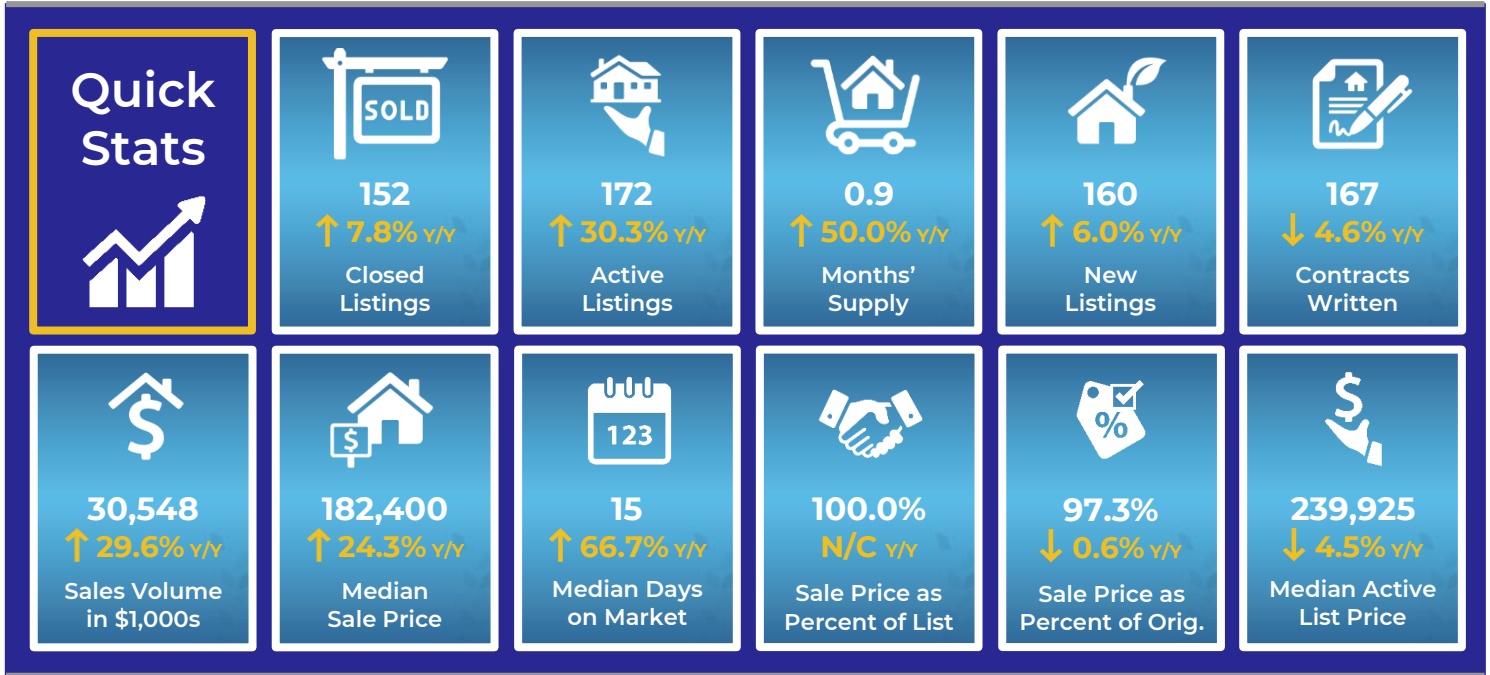 Quick
Stats
SOLD
152
↑ 7.8% Y/Y
Closed
Listings
172
↑ 30.3% Y/Y
Active
Listings
0.9
↑ 50.0% Y/Y
Months’
Supply
160
↑ 6.0% Y/Y
New
Listings
167
↓ 4.6% Y/Y
Contracts
Written
$
30,548
↑ 29.6% Y/Y
Sales Volume
in $1,000s
$
182,400
↑ 24.3% Y/Y
Median
Sale Price
123
15
↑ 66.7% Y/Y
Median Days
on Market
100.0%
N/C Y/Y
Sale Price as
Percent of List
%
97.3%
↓ 0.6% Y/Y
Sale Price as
Percent of Orig.
$
239,925
↓ 4.5% Y/Y
Median Active
List Price